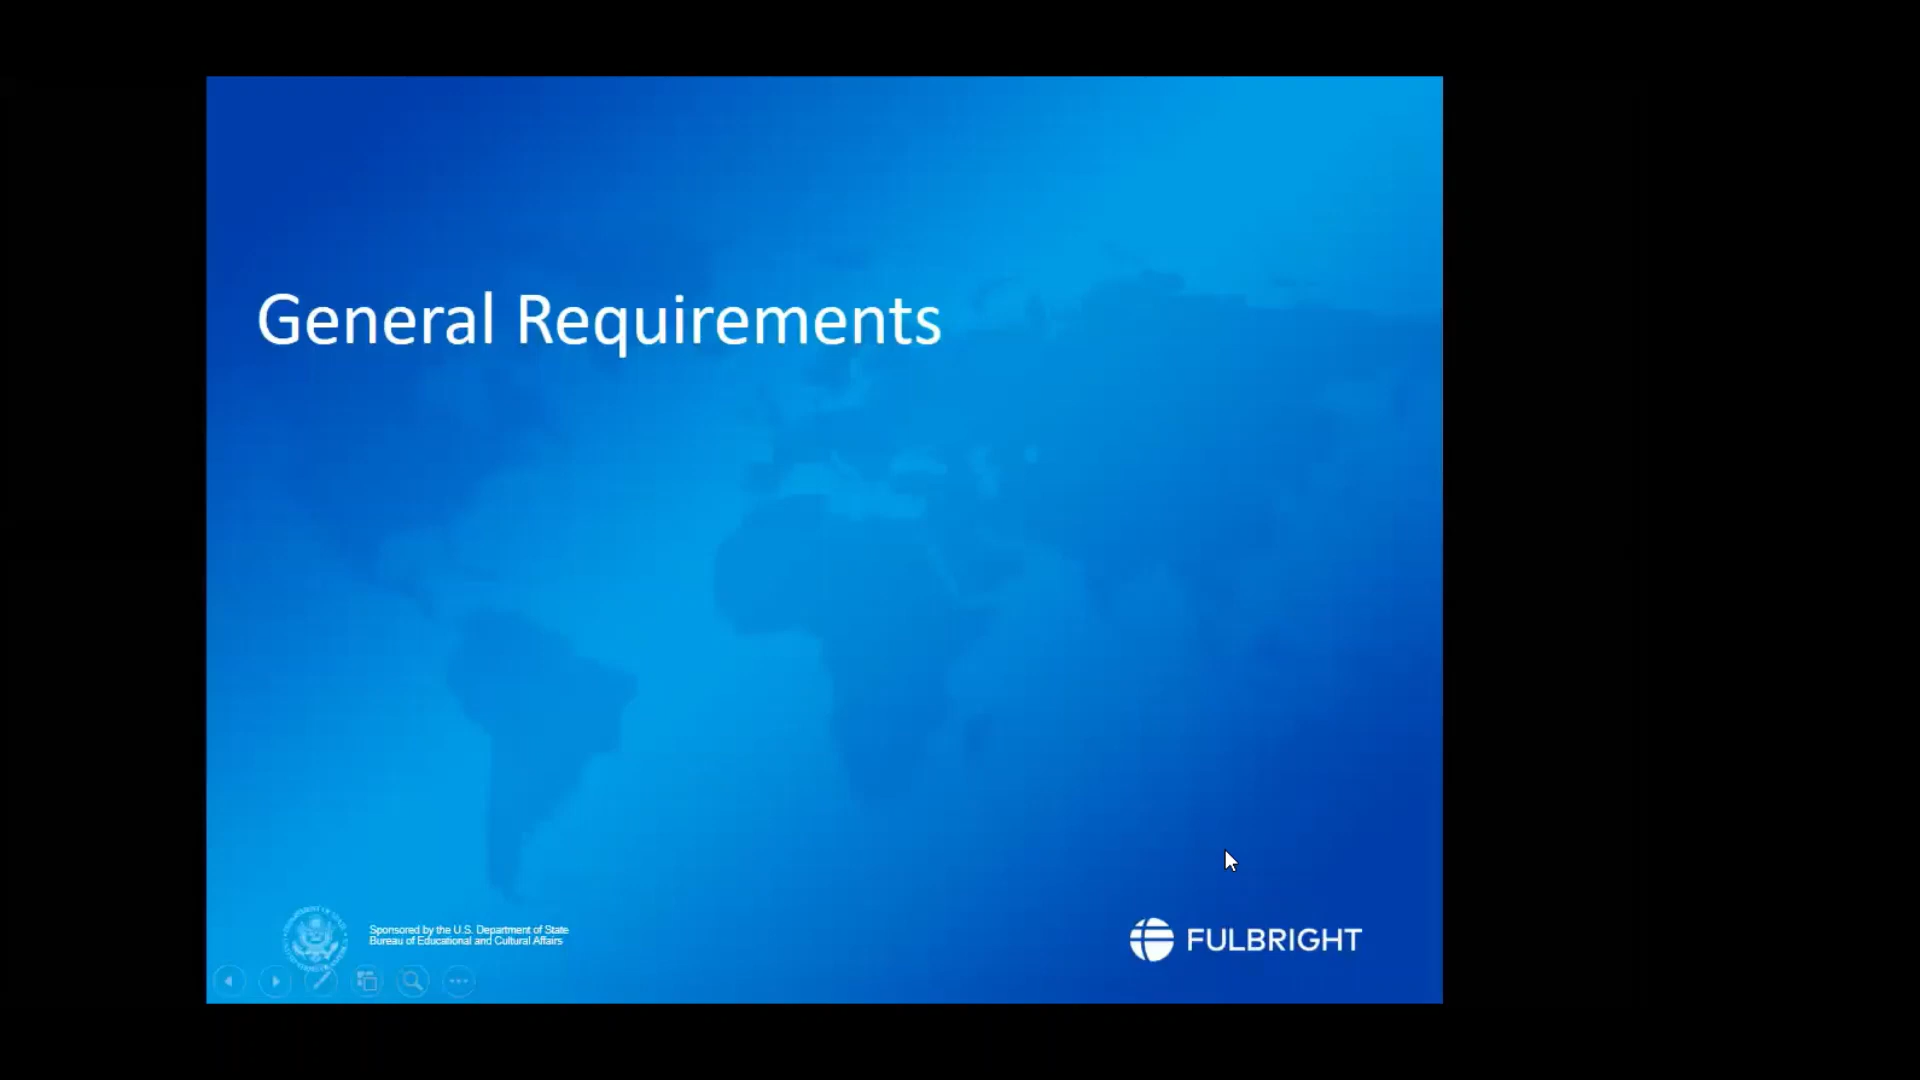 General Requirements
Sponsored by the U.S. Department of State
Bureau of Educational and Cultural Affairs
FULBRIGHT